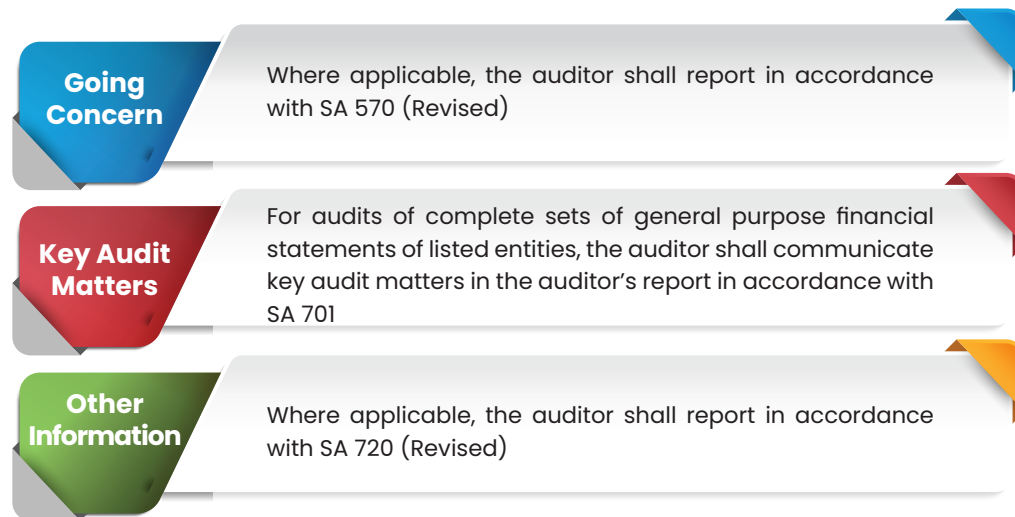 Going
Concern
Where applicable, the auditor shall report in accordance
with SA 570 (Revised)
Key Audit
Matters
For audits of complete sets of general purpose financial
statements of listed entities, the auditor shall communicate
key audit matters in the auditor’s report in accordance with
SA 701
Other
Information
Where applicable, the auditor shall report in accordance
with SA 720 (Revised)